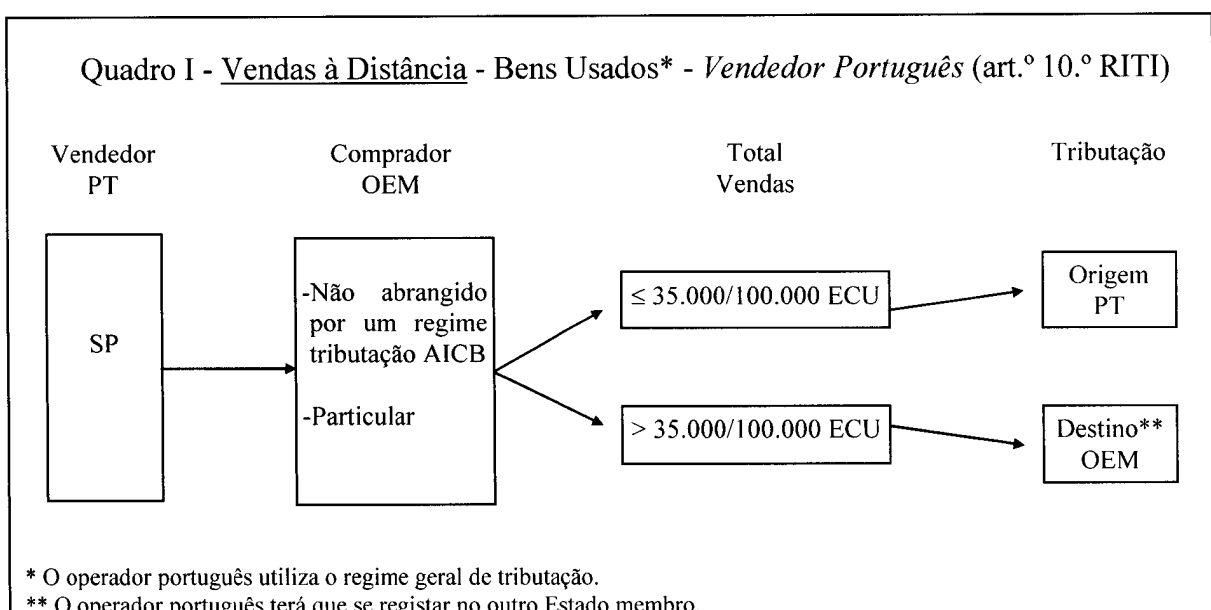 Quadro I - Vendas à Distância - Bens Usados* - Vendedor Português (art.º 10.º RITI)
Vendedor
PT
Comprador
OEM
Total
Vendas
Tributação
SP
-Não abrangido
por um regime
tributação AICB
-Particular
≤ 35.000/100.000 ECU
> 35.000/100.000 ECU
Origem
PT
Destino**
OEM
* O operador português utiliza o regime geral de tributação.
** O operador português terá que se registar no outro Estado membro.